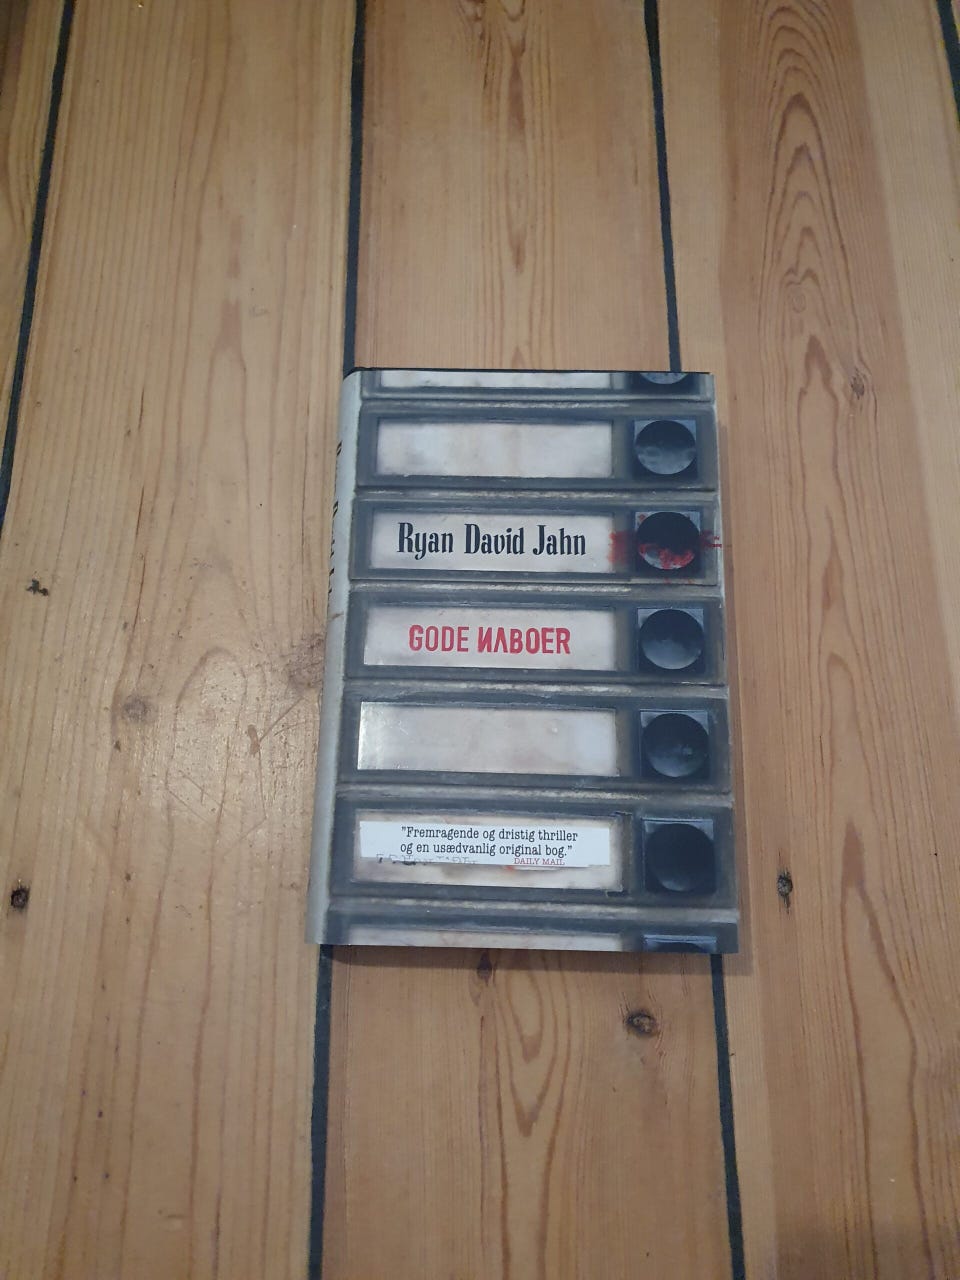 Ryan David Jahn
GODE NABOER
"Fremragende og dristig thriller
og en usædvanlig original bog."
DAILY MAIL